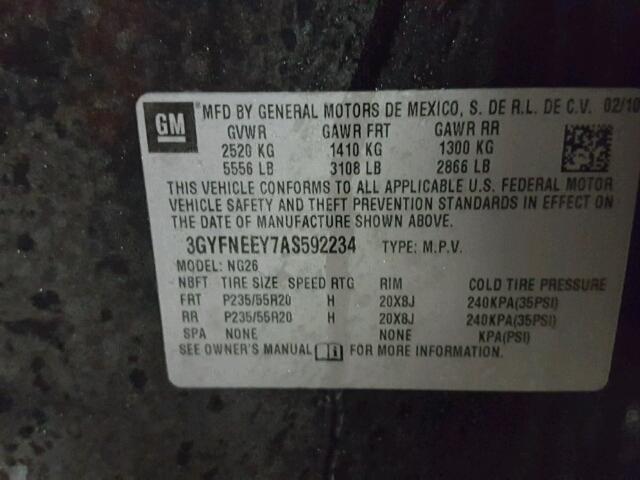 GM
MFD BY GENERAL MOTORS DE MEXICO, S. DE R.L. DE C.V. 02/10
GVWR GAWR FRT GAWR RR
2520 KG 1410 KG 1300 KG
5556 LB 3108 LB 2866 LB
THIS VEHICLE CONFORMS TO ALL APPLICABLE U.S. FEDERAL MOTOR
VEHICLE SAFETY AND THEFT PREVENTION STANDARDS IN EFFECT ON
THE DATE OF MANUFACTURE SHOWN ABOVE.
3GYFNEEY7AS592234 TYPE: M.P.V.
MODEL: NG26
NBFT TIRE SIZE SPEED RTG RIM COLD TIRE PRESSURE
FRT P235/55R20 H 20X8J 240KPA(35PSI)
RR P235/55R20 H 20X8J 240KPA(35PSI)
SPA NONE NONE KPA(PSI)
SEE OWNER'S MANUAL FOR MORE INFORMATION.